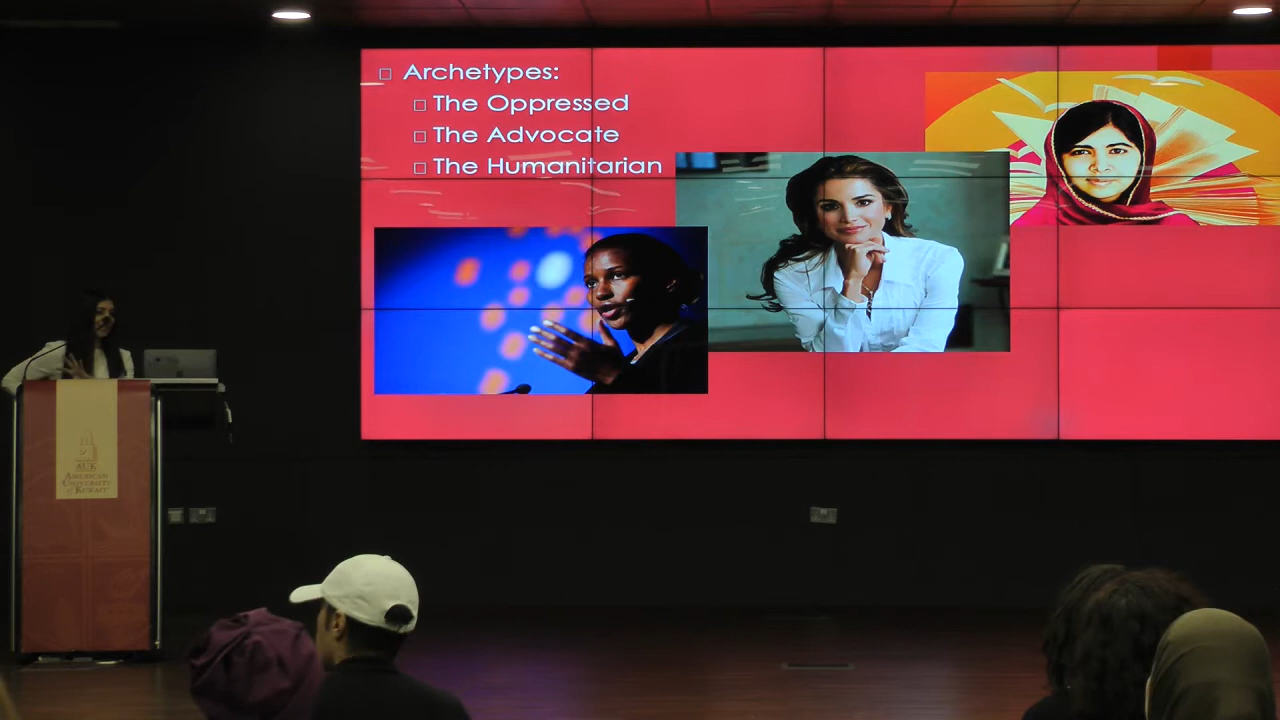 □ Archetypes:
□ The Oppressed
□ The Advocate
□ The Humanitarian
AUK
AMERICAN
UNIVERSITY
of KUWAIT